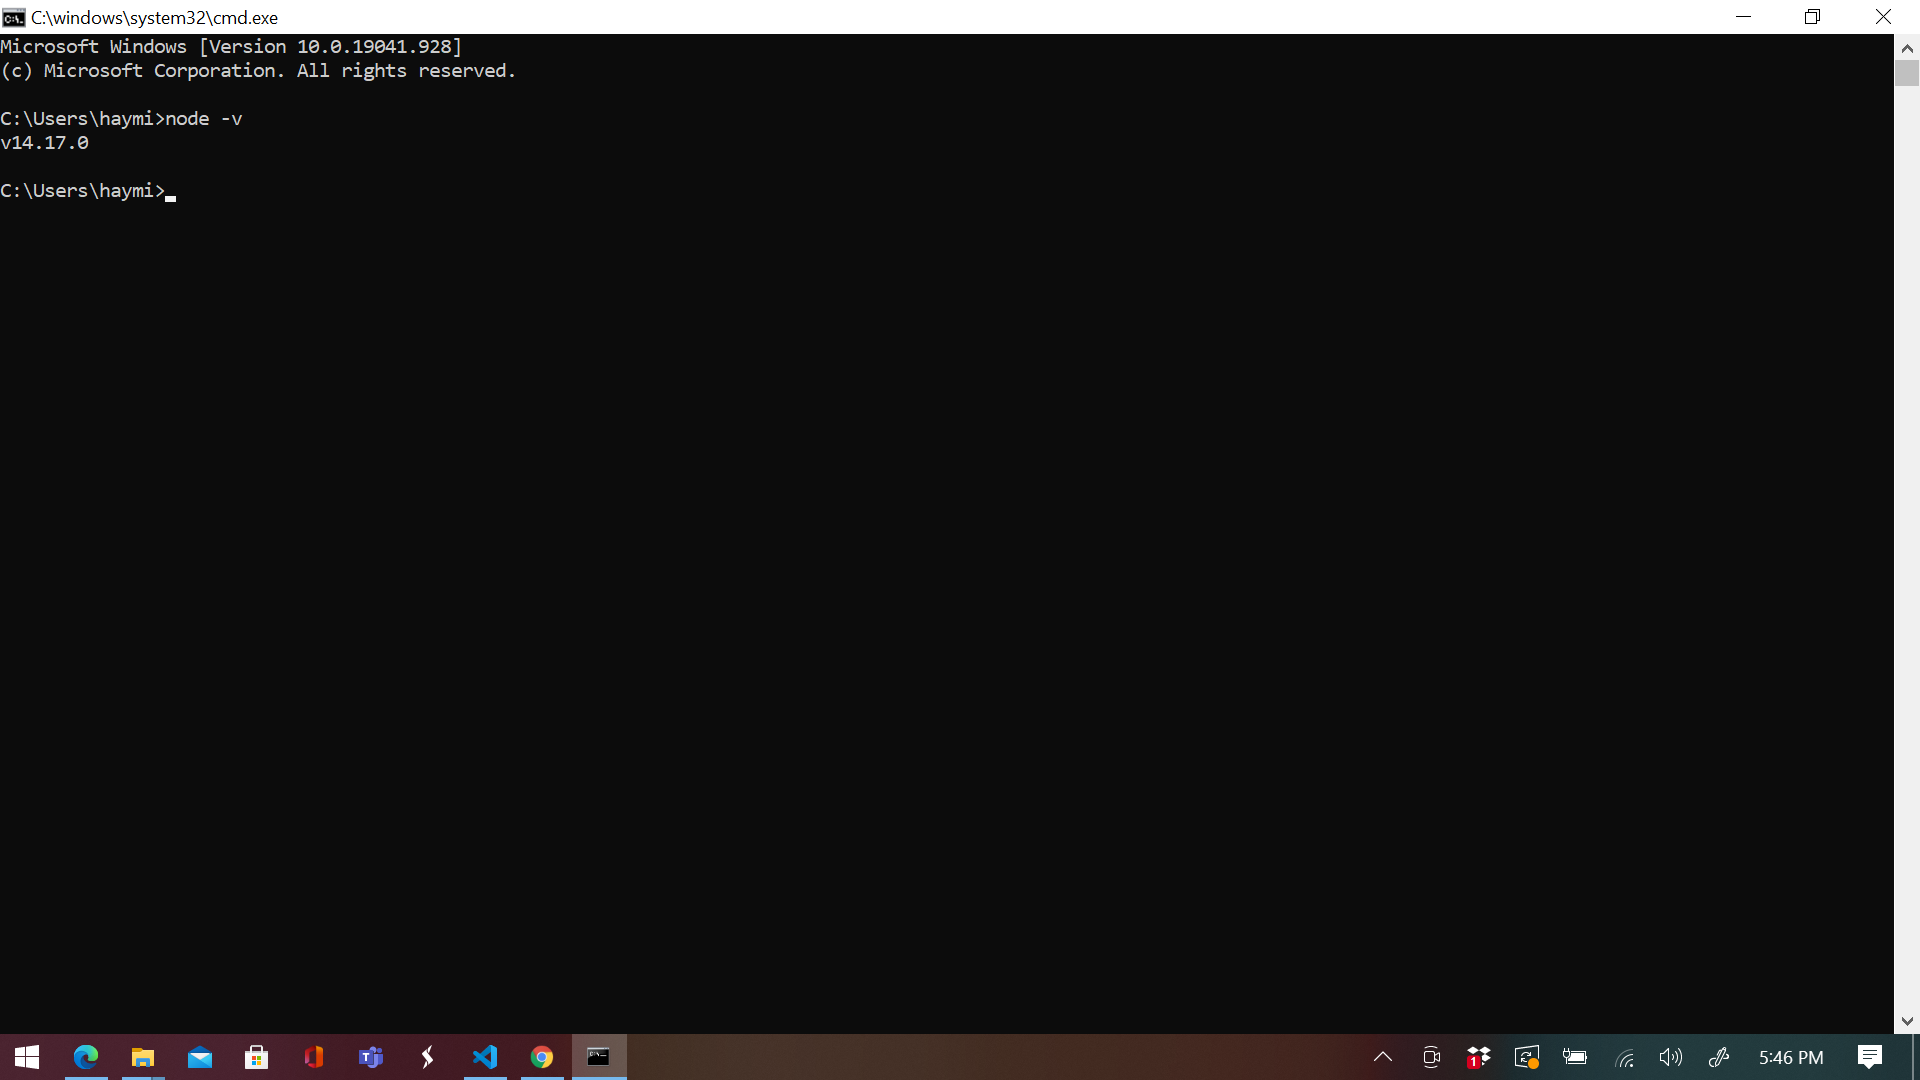 C:\windows\system32\cmd.exe
Microsoft Windows [Version 10.0.19041.928]
(c) Microsoft Corporation. All rights reserved.
C:\Users\haymi>node -v
v14.17.0
C:\Users\haymi>
1
5:46 PM